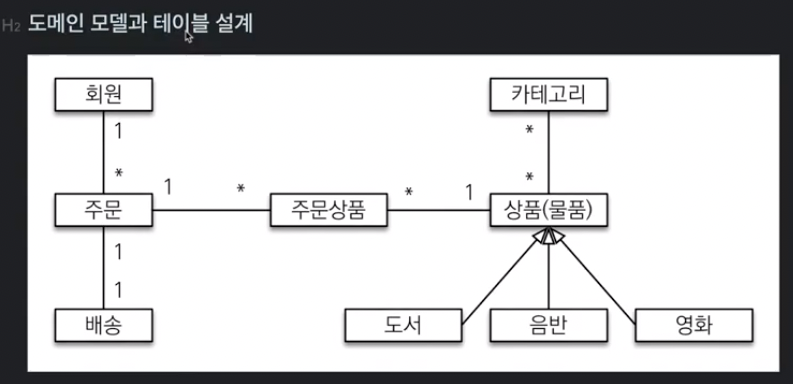 H2 도메인 모델과 테이블 설계
회원
카테고리
1
*
*
*
주문
1
*
주문상품
*
1
상품(물품)
1
1
배송
도서
음반
영화